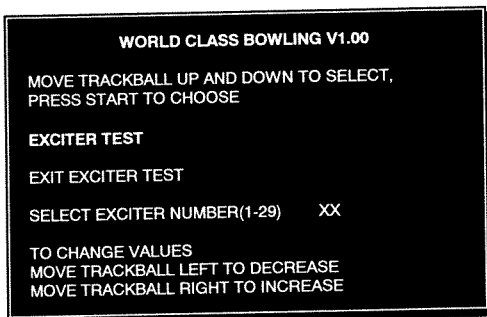 WORLD CLASS BOWLING V1.00
MOVE TRACKBALL UP AND DOWN TO SELECT,
PRESS START TO CHOOSE
EXCITER TEST
EXIT EXCITER TEST
SELECT EXCITER NUMBER(1-29) XX
TO CHANGE VALUES
MOVE TRACKBALL LEFT TO DECREASE
MOVE TRACKBALL RIGHT TO INCREASE